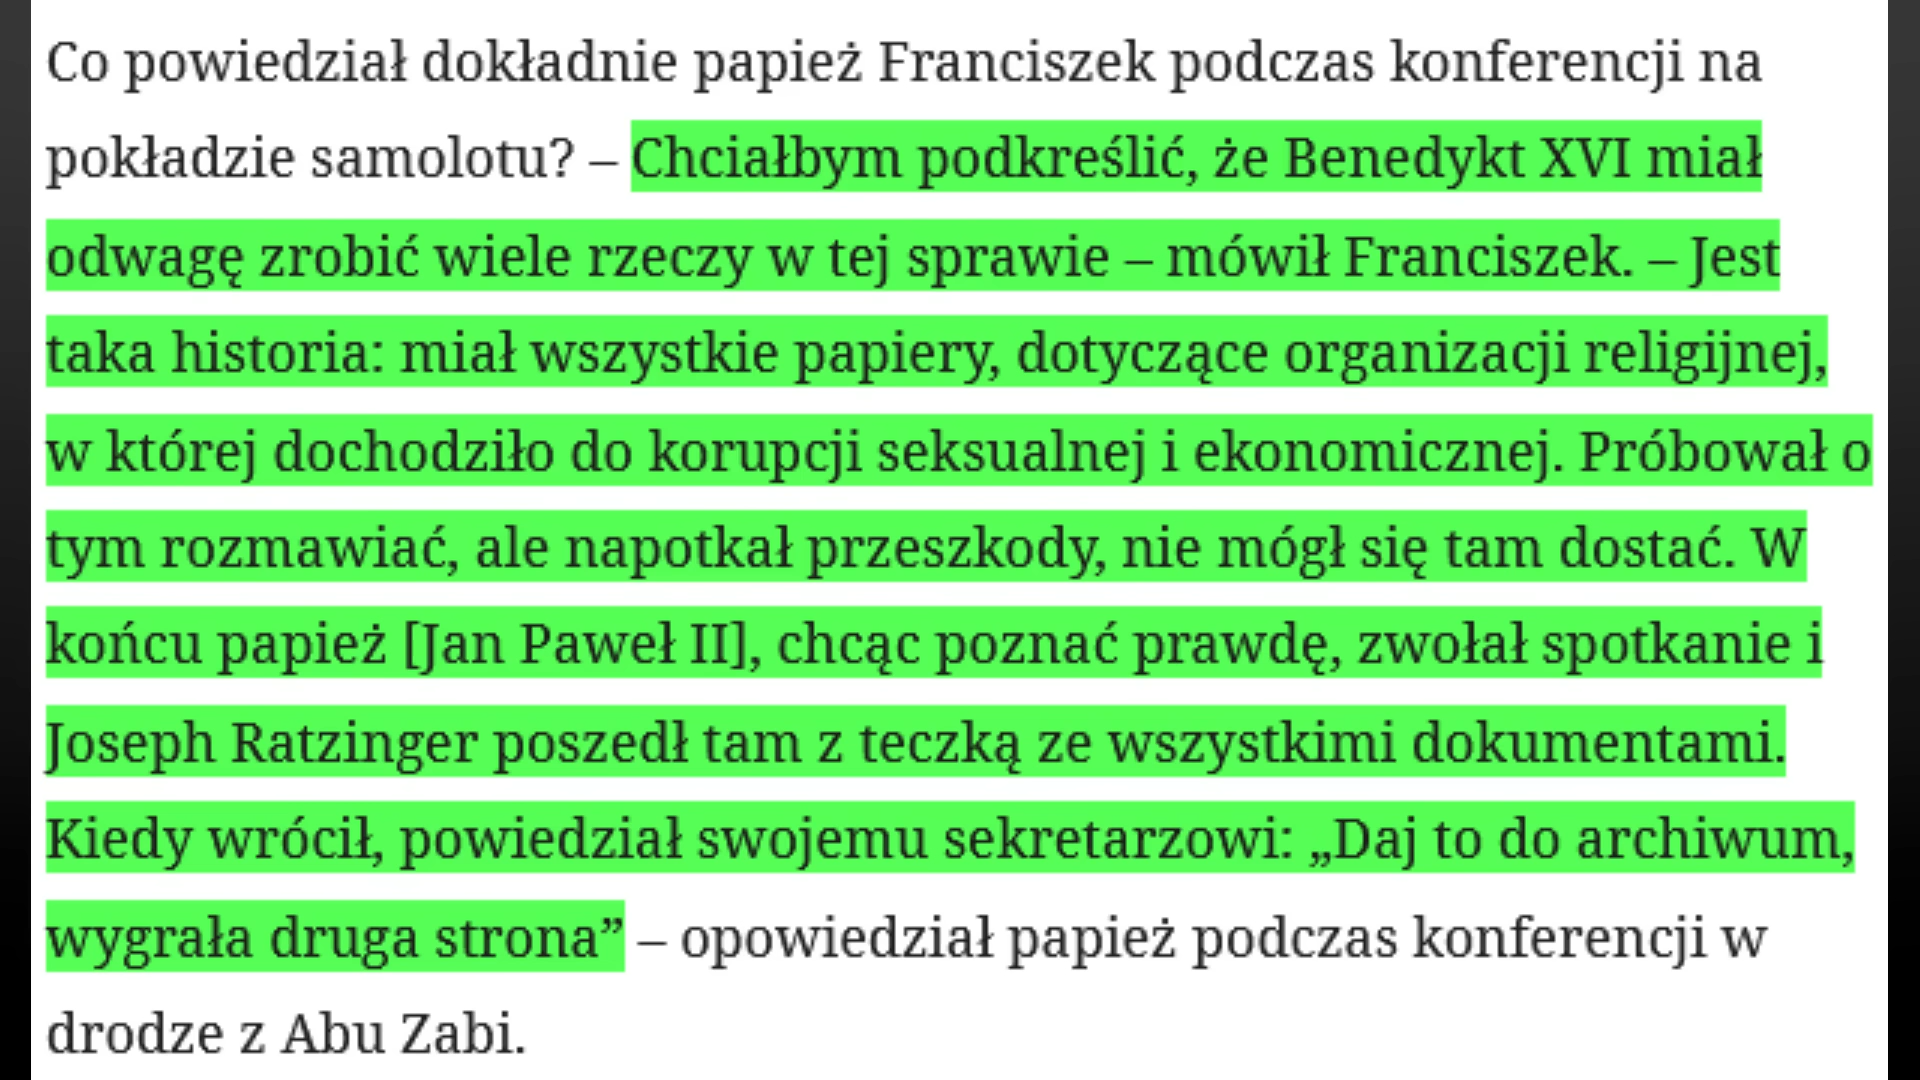 Co powiedział dokładnie papież Franciszek podczas konferencji na
pokładzie samolotu? – Chciałbym podkreślić, że Benedykt XVI miał
odwagę zrobić wiele rzeczy w tej sprawie – mówił Franciszek. – Jest
taka historia: miał wszystkie papiery, dotyczące organizacji religijnej,
w której dochodziło do korupcji seksualnej i ekonomicznej. Próbował o
tym rozmawiać, ale napotkał przeszkody, nie mógł się tam dostać. W
końcu papież [Jan Paweł II], chcąc poznać prawdę, zwołał spotkanie i
Joseph Ratzinger poszedł tam z teczką ze wszystkimi dokumentami.
Kiedy wrócił, powiedział swojemu sekretarzowi: „Daj to do archiwum,
wygrała druga strona” – opowiedział papież podczas konferencji w
drodze z Abu Zabi.